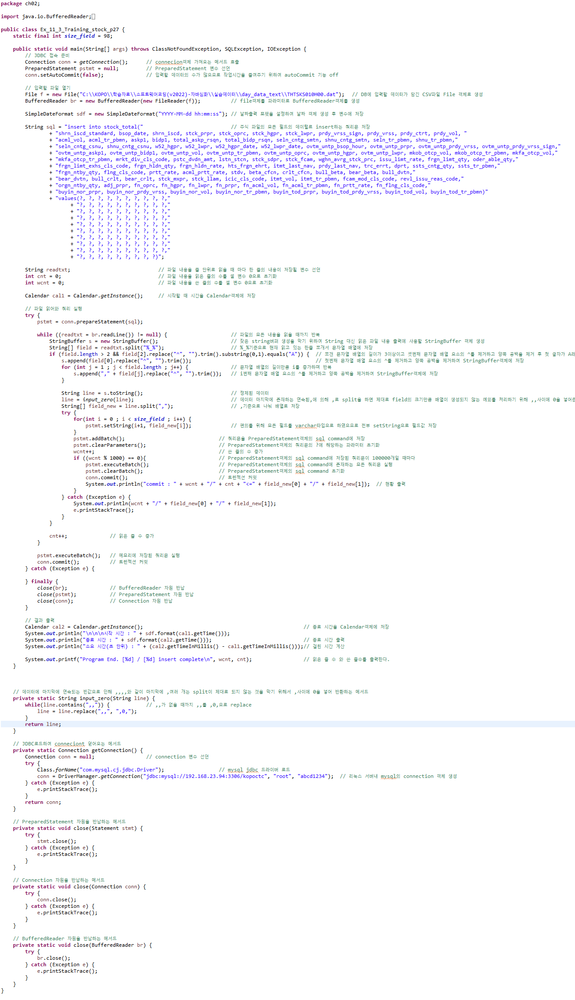 package ch02;
import java.io.BufferedReader;
public class Ex_11_3_Training_stock_p27 {
static final int size_field = 98;
public static void main(String[] args) throws ClassNotFoundException, SQLException, IOException {
// JDBC 접속 준비
Connection conn = getConnection(); // connecion객체 가져오는 메서드 호출
PreparedStatement pstmt = null; // PreparedStatement 변수 선언
conn.setAutoCommit(false); // 입력할 데이터의 수가 많으므로 작업시간을 줄여주기 위하여 autoCommit 기능 off
// 입력할 파일 열기
File f = new File("C:\\KOPO\\학습자료\\소프트웨어코딩(v2022)-자바심화\\실습데이터\\day_data_text\\THTSKS010H00.dat"); // DB에 입력할 데이터가 담긴 CSV파일 File 객체로 생성
BufferedReader br = new BufferedReader(new FileReader(f)); // file객체를 파라미터로 BufferedReader객체를 생성
SimpleDateFormat sdf = new SimpleDateFormat("YYYY-MM-dd hh:mm:ss"); // 날짜출력 포맷을 설정하여 날짜 객체 생성 후 변수에 저장
String sql = "insert into stock_total(" // 주식 파일의 모든 필드의 데이털르 insert하는 쿼리문 저장
+ "shrn_iscd_standard, bsop_date, shrn_iscd, stck_prpr, stck_oprc, stck_hgpr, stck_lwpr, prdy_vrss_sign, prdy_vrss, prdy_ctrt, prdy_vol, "
+ "acml_vol, acml_tr_pbmn, askp1, bidp1, total_askp_rsqn, total_bidp_rsqn, seln_cntg_smtn, shnu_cntg_smtn, seln_tr_pbmn, shnu_tr_pbmn,"
+ "seln_cntg_csnu, shnu_cntg_csnu, w52_hgpr, w52_lwpr, w52_hgpr_date, w52_lwpr_date, ovtm_untp_bsop_hour, ovtm_untp_prpr, ovtm_untp_prdy_vrss, ovtm_untp_prdy_vrss_sign,"
+ "ovtm_untp_askp1, ovtm_untp_bidp1, ovtm_untp_vol, ovtm_untp_tr_pbmn, ovtm_untp_oprc, ovtm_untp_hgpr, ovtm_untp_lwpr, mkob_otcp_vol, mkob_otcp_tr_pbmn, mkfa_otcp_vol,"
+ "mkfa_otcp_tr_pbmn, mrkt_div_cls_code, pstc_dvdn_amt, lstn_stcn, stck_sdpr, stck_fcam, wghn_avrg_stck_prc, issu_limt_rate, frgn_limt_qty, oder_able_qty,"
+ "frgn_limt_exhs_cls_code, frgn_hldn_qty, frgn_hldn_rate, hts_frgn_ehrt, itmt_last_nav, prdy_last_nav, trc_errt, dprt, ssts_cntg_qty, ssts_tr_pbmn,"
+ "frgn_ntby_qty, flng_cls_code, prtt_rate, acml_prtt_rate, stdv, beta_cfcn, crlt_cfcn, bull_beta, bear_beta, bull_dvtn,"
+ "bear_dvtn, bull_crlt, bear_crlt, stck_mxpr, stck_llam, icic_cls_code, itmt_vol, itmt_tr_pbmn, fcam_mod_cls_code, revl_issu_reas_code,"
+ "orgn_ntby_qty, adj_prpr, fn_oprc, fn_hgpr, fn_lwpr, fn_prpr, fn_acml_vol, fn_acml_tr_pbmn, fn_prtt_rate, fn_flng_cls_code,"
+ "buyin_nor_prpr, buyin_nor_prdy_vrss, buyin_nor_vol, buyin_nor_tr_pbmn, buyin_tod_prpr, buyin_tod_prdy_vrss, buyin_tod_vol, buyin_tod_tr_pbmn)"
+ "values(?, ?, ?, ?, ?, ?, ?, ?, ?, ?,"
+ "?, ?, ?, ?, ?, ?, ?, ?, ?, ?,"
+ "?, ?, ?, ?, ?, ?, ?, ?, ?, ?,"
+ "?, ?, ?, ?, ?, ?, ?, ?, ?, ?,"
+ "?, ?, ?, ?, ?, ?, ?, ?, ?, ?,"
+ "?, ?, ?, ?, ?, ?, ?, ?, ?, ?,"
+ "?, ?, ?, ?, ?, ?, ?, ?, ?, ?,"
+ "?, ?, ?, ?, ?, ?, ?, ?, ?, ?,"
+ "?, ?, ?, ?, ?, ?, ?, ?, ?, ?,"
+ "?, ?, ?, ?, ?, ?, ?, ?, ?)";
String readtxt; // 파일 내용을 줄 단위로 읽을 때 마다 한 줄의 내용이 저장될 변수 선언
int cnt = 0; // 파일 내용을 읽은 줄의 수를 셀 변수 0으로 초기화
int wcnt = 0; // 파일 내용을 쓴 줄의 수를 셀 변수 0으로 초기화
Calendar cal1 = Calendar.getInstance(); // 시작할 때 시간을 Calendar객체에 저장
// 파일 읽어와 쿼리 실행
try {
pstmt = conn.prepareStatement(sql);
while ((readtxt = br.readLine()) != null) { // 파일의 모든 내용을 읽을 때까지 반복
StringBuffer s = new StringBuffer(); // 잦은 string버퍼 생성을 막기 위하여 String 대신 읽은 파일 내용 출력에 사용할 StringBuffer 객체 생성
String[] field = readtxt.split("%_%"); // %_%기준으로 현재 읽고 있는 한줄 쪼개서 문자열 배열에 저장
if (field.length > 2 && field[2].replace("^", "").trim().substring(0,1).equals("A")) { // 쪼갠 문자열 배열의 길이가 3이상이고 셋번째 문자열 배열 요소의 ^를 제거하고 양쪽 공백을 제거 후 첫 글자가 A라
s.append(field[0].replace("^", "").trim()); // 첫번째 문자열 배열 요소의 ^를 제거하고 양쪽 공백을 제거하여 StringBuffer객체에 저장
for (int j = 1 ; j < field.length ; j++) { // 문자열 배열의 길이만큼 i를 증가하며 반복
s.append("," + field[j].replace("^", "").trim()); // i번째 문자열 배열 요소의 ^를 제거하고 양쪽 공백을 제거하여 StringBuffer객체에 저장
}
String line = s.toString(); // 정제된 데이터
line = input_zero(line); // 데이터 마지막에 존재하는 연속된,에 의해 ,로 split을 하면 제대로 field의 크기만큼 배열이 생성되지 않는 예외를 처리하기 위해 ,,사이에 0을 넣어준
String[] field_new = line.split(","); // ,기준으로 나눠 배열로 저장
try {
for(int i = 0 ; i < size_field ; i++) {
pstmt.setString(i+1, field_new[i]); // 편의를 위해 모든 필드를 varchar타입으로 하였으므로 전부 setString으로 필드값 저장
}
pstmt.addBatch(); // 쿼리문을 PreparedStatement객체의 sql command에 저장
pstmt.clearParameters(); // PreparedStatement객체의 쿼리문의 ?에 해당하는 파라미터 초기화
wcnt++; // 쓴 줄의 수 증가
if ((wcnt % 1000) == 0){ // PreparedStatement객체의 sql command에 저장된 쿼리문이 100000개일 때마다
pstmt.executeBatch(); // PreparedStatement객체의 sql command에 존재하는 모든 쿼리문 실행
pstmt.clearBatch(); // PreparedStatement객체의 sql command 초기화
conn.commit(); // 트렌젝션 커밋
System.out.println("commit : " + wcnt + "/" + cnt + "<=" + field_new[0] + "/" + field_new[1]); // 현황 출력
}
} catch (Exception e) {
System.out.println(wcnt + "/" + field_new[0] + "/" + field_new[1]);
e.printStackTrace();
}
}
cnt++; // 읽은 줄 수 증가
}
pstmt.executeBatch(); // 메모리에 저장된 쿼리문 실행
conn.commit(); // 트렌젝션 커밋
} catch (Exception e) {
} finally {
close(br); // BufferedReader 자원 반납
close(pstmt); // PreparedStatement 자원 반납
close(conn); // Connection 자원 반납
}
// 결과 출력
Calendar cal2 = Calendar.getInstance(); // 종료 시간을 Calendar객체에 저장
System.out.println("\n\n\n시작 시간 : " + sdf.format(cal1.getTime()));
System.out.println("종료 시간 : " + sdf.format(cal2.getTime())); // 종료 시간 출력
System.out.println("소요 시간(초 단위) : " + (cal2.getTimeInMillis() - cal1.getTimeInMillis()));// 걸린 시간 계산
System.out.printf("Program End. [%d] / [%d] insert complete\n", wcnt, cnt); // 읽은 줄 수 와 쓴 줄수를 출력한다.
}
// 데이터에 마지막에 연속되는 빈값으로 인해 ,,,,와 같이 마지막에 ,여러 개는 split이 제대로 되지 않는 것을 막기 위해서 ,사이에 0을 넣어 반환하는 메서드
private static String input_zero(String line) {
while(line.contains(",,")) { // ,,가 없을 때까지 ,,를 ,0,으로 replace
line = line.replace(",,", ",0,");
}
return line;
}
// JDBC로드하여 conneciont 얻어오는 메서드
private static Connection getConnection() {
Connection conn = null; // connection 변수 선언
try {
Class.forName("com.mysql.cj.jdbc.Driver"); // mysql jdbc 드라이버 로드
conn = DriverManager.getConnection("jdbc:mysql://192.168.23.94:3306/kopoctc", "root", "abcd1234"); // 리눅스 서버내 mysql의 connection 객체 생성
} catch (Exception e) {
e.printStackTrace();
}
return conn;
}
// PreparedStatement 자원을 반납하는 메서드
private static void close(Statement stmt) {
try {
stmt.close();
} catch (Exception e) {
e.printStackTrace();
}
}
// Connection 자원을 반납하는 메서드
private static void close(Connection conn) {
try {
conn.close();
} catch (Exception e) {
e.printStackTrace();
}
}
// BufferedReader 자원을 반납하는 메서드
private static void close(BufferedReader br) {
try {
br.close();
} catch (Exception e) {
e.printStackTrace();
}
}
}